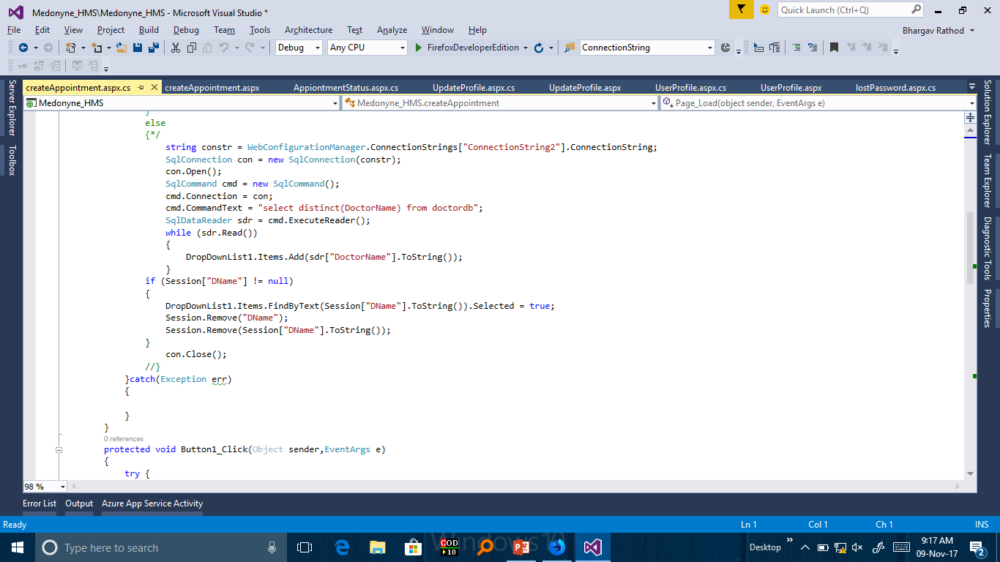 Medonyne_HMS\Medonyne_HMS - Microsoft Visual Studio *
Quick Launch (Ctrl+Q)
File Edit View Project Build Debug Team Tools Architecture Test Analyze Window Help
Bhargav Rathod
Debug Any CPU FirefoxDeveloperEdition ConnectionString
createAppointment.aspx.cs createAppointment.aspx AppiontmentStatus.aspx.cs UpdateProfile.aspx.cs UpdateProfile.aspx UserProfile.aspx.cs UserProfile.aspx lostPassword.aspx.cs
Medonyne_HMS Medonyne_HMS.createAppointment Page_Load(object sender, EventArgs e)
Server Explorer
Toolbox
}
else
{*/
string constr = WebConfigurationManager.ConnectionStrings["ConnectionString2"].ConnectionString;
SqlConnection con = new SqlConnection(constr);
con.Open();
SqlCommand cmd = new SqlCommand();
cmd.Connection = con;
cmd.CommandText = "select distinct(DoctorName) from doctordb";
SqlDataReader sdr = cmd.ExecuteReader();
while (sdr.Read())
{
DropDownList1.Items.Add(sdr["DoctorName"].ToString());
}
if (Session["DName"] != null)
{
DropDownList1.Items.FindByText(Session["DName"].ToString()).Selected = true;
Session.Remove("DName");
Session.Remove(Session["DName"].ToString());
}
con.Close();
//}
}catch(Exception err)
{
}
}
0 references
protected void Button1_Click(Object sender,EventArgs e)
{
try {
Solution Explorer
Team Explorer
Diagnostic Tools
Properties
98 %
Error List Output Azure App Service Activity
Ready Ln 1 Col 1 Ch 1 INS
Type here to search
COD
10
Windows 10
Desktop
9:17 AM
09-Nov-17
2